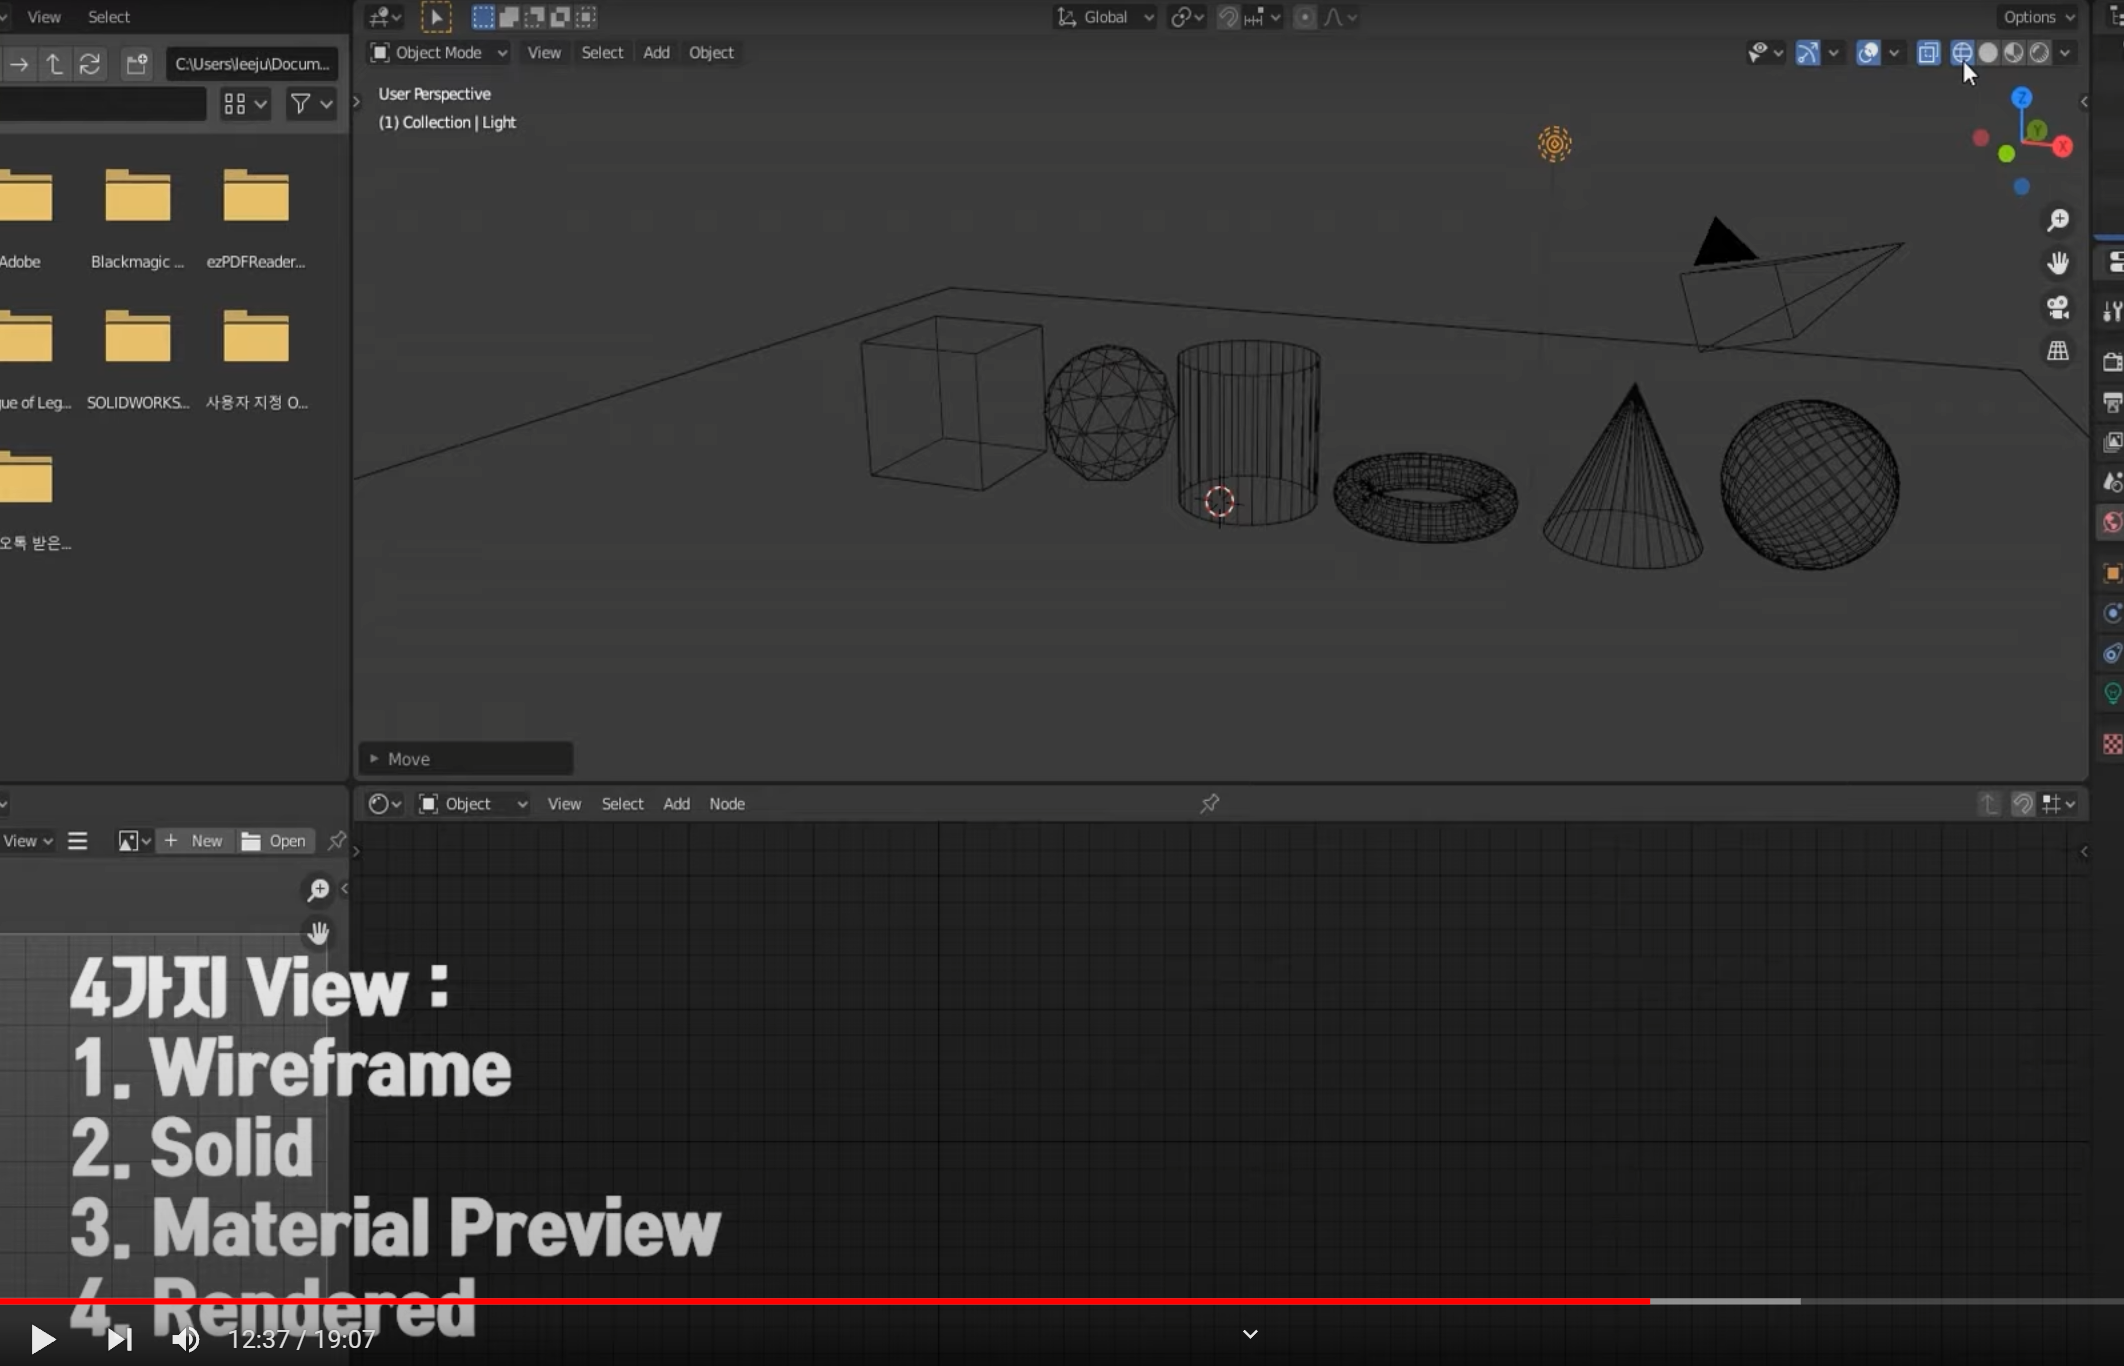 View Select
Global
Options
C:\Users\leeju\Docum...
Object Mode View Select Add Object
User Perspective
(1) Collection | Light
Z
Y
X
Adobe Blackmagic ... ezPDFReader...
ue of Leg... SOLIDWORKS... 사용자 지정 O...
오톡 받은...
Move
Object View Select Add Node
View + New Open
4가지 View :
1. Wireframe
2. Solid
3. Material Preview
4. Rendered
12:37 / 19:07